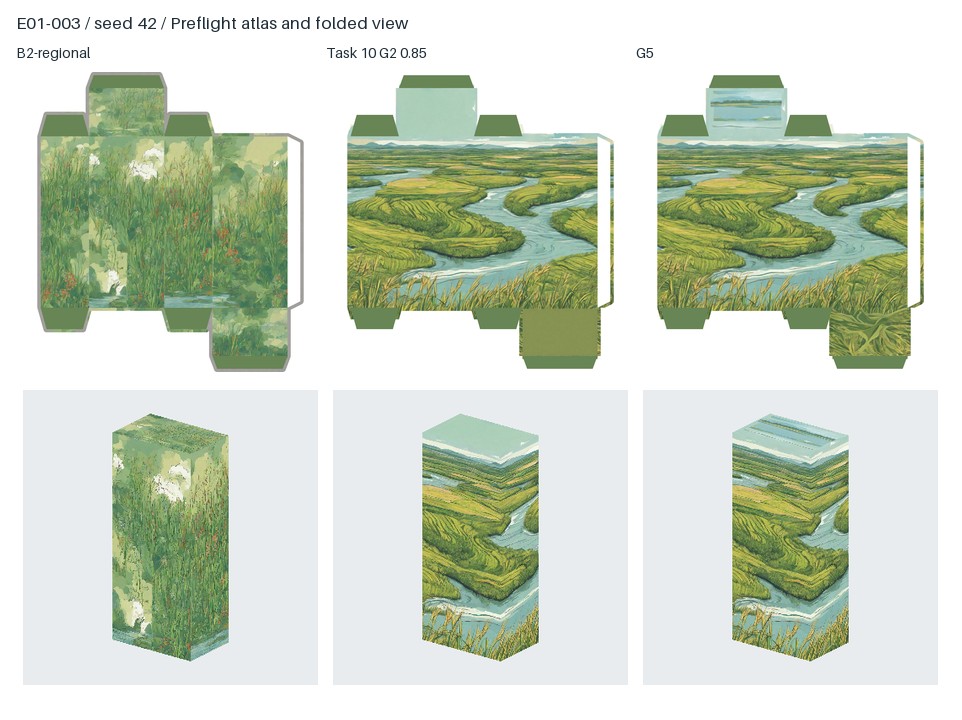 E01-003 / seed 42 / Preflight atlas and folded view
B2-regional
Task 10 G2 0.85
G5